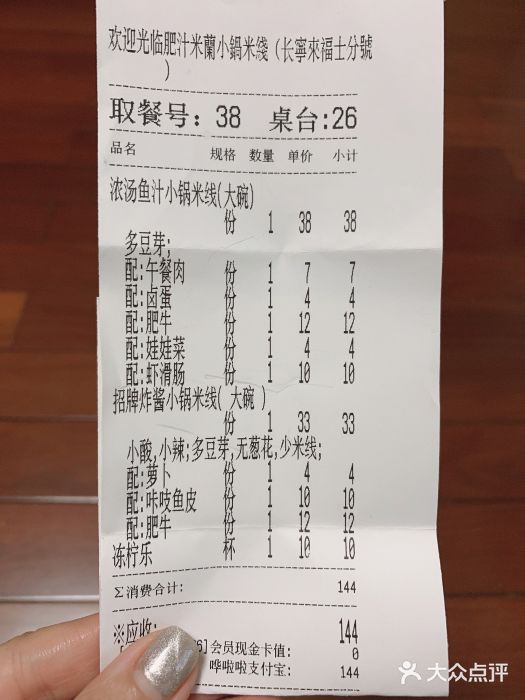 欢迎光临肥汁米蘭小鍋米綫(长寧來福士分號
)
取餐号：38 桌台:26
品名 规格 数量 单价 小计
浓汤鱼汁小锅米线(大碗)
份 1 38 38
多豆芽;
配:午餐肉 份 1 7 7
配:卤蛋 份 1 4 4
配:肥牛 份 1 12 12
配:娃娃菜 份 1 4 4
配:虾滑肠 份 1 10 10
招牌炸酱小锅米线(大碗 )
份 1 33 33
小酸,小辣;多豆芽,无葱花,少米线;
配:萝卜 份 1 4 4
配:咔吱鱼皮 份 1 10 10
配:肥牛 份 1 12 12
冻柠乐 杯 1 10 10
Σ消费合计: 144
※应收: 144
6]会员现金卡值: 0
哗啦啦支付宝: 144
大众点评